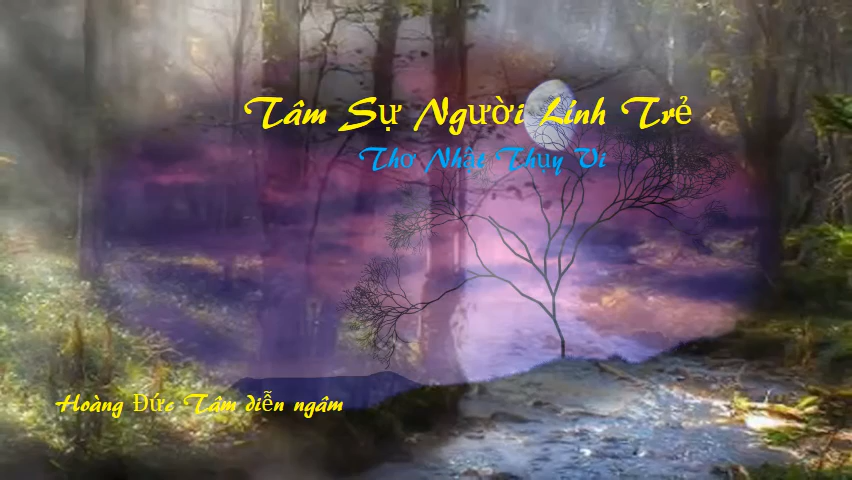 Tâm Sự Người Lính Trẻ
Thơ Nhật Thụy Vi
Hoàng Đức Tâm diễn ngâm